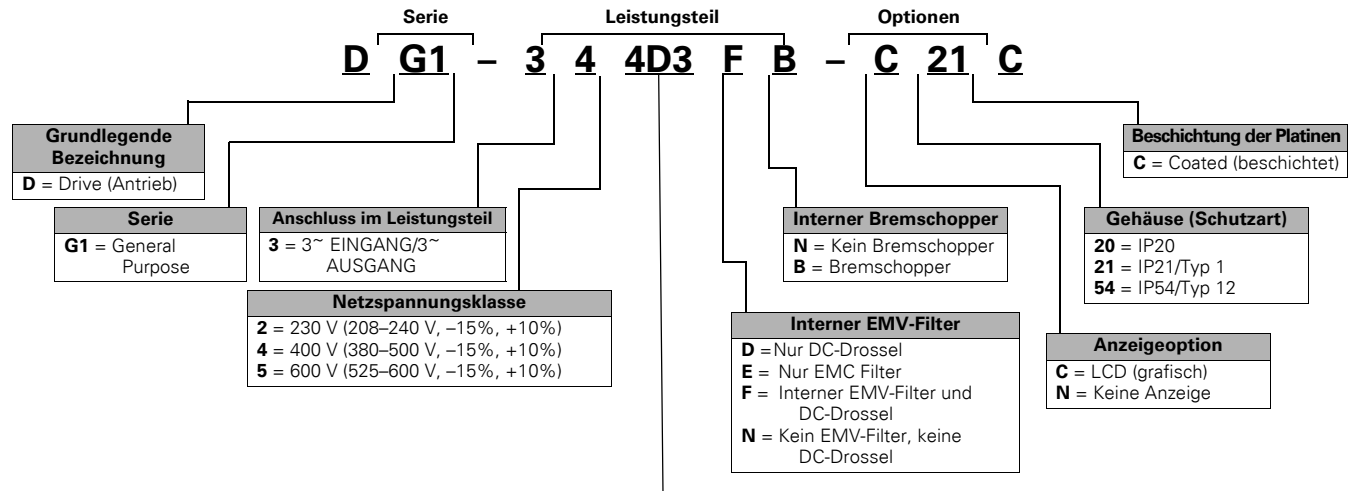 Serie Leistungsteil Optionen
D G1 – 3 4 4D3 F B – C 21 C
Grundlegende
Bezeichnung
D = Drive (Antrieb)
Beschichtung der Platinen
C = Coated (beschichtet)
Serie
G1 = General
Purpose
Anschluss im Leistungsteil
3 = 3~ EINGANG/3~
AUSGANG
Interner Bremschopper
N = Kein Bremschopper
B = Bremschopper
Gehäuse (Schutzart)
20 = IP20
21 = IP21/Typ 1
54 = IP54/Typ 12
Netzspannungsklasse
2 = 230 V (208–240 V, –15%, +10%)
4 = 400 V (380–500 V, –15%, +10%)
5 = 600 V (525–600 V, –15%, +10%)
Interner EMV-Filter
D =Nur DC-Drossel
E = Nur EMC Filter
F = Interner EMV-Filter und
DC-Drossel
N = Kein EMV-Filter, keine
DC-Drossel
Anzeigeoption
C = LCD (grafisch)
N = Keine Anzeige